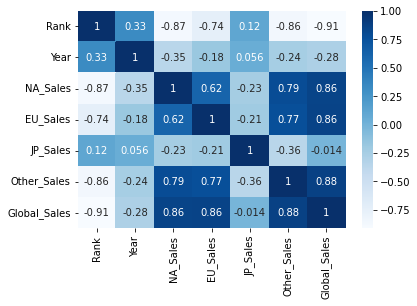 Rank 1 0.33 -0.87 -0.74 0.12 -0.86 -0.91
Year 0.33 1 -0.35 -0.18 0.056 -0.24 -0.28
NA_Sales -0.87 -0.35 1 0.62 -0.23 0.79 0.86
EU_Sales -0.74 -0.18 0.62 1 -0.21 0.77 0.86
JP_Sales 0.12 0.056 -0.23 -0.21 1 -0.36 -0.014
Other_Sales -0.86 -0.24 0.79 0.77 -0.36 1 0.88
Global_Sales -0.91 -0.28 0.86 0.86 -0.014 0.88 1
Rank
Year
NA_Sales
EU_Sales
JP_Sales
Other_Sales
Global_Sales
1.00
0.75
0.50
0.25
0.00
−0.25
−0.50
−0.75